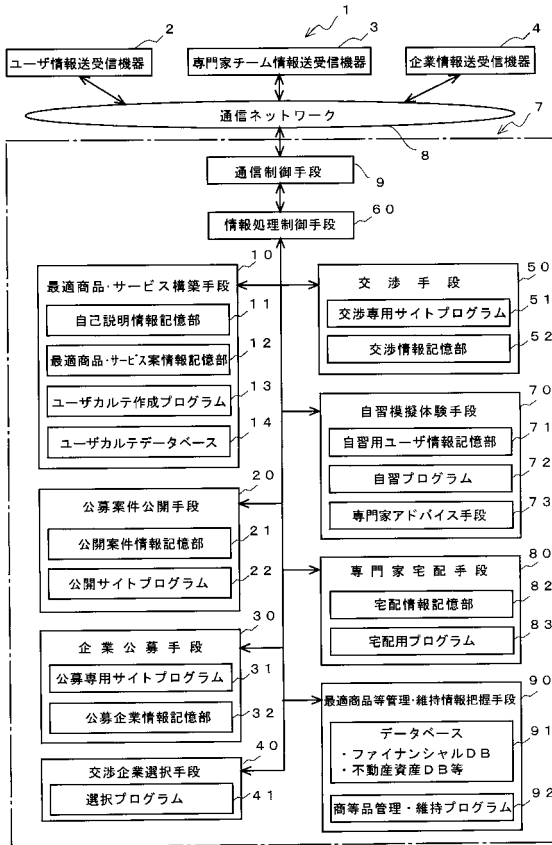 1
2
3
4
ユーザ情報送受信機器
専門家チーム情報送受信機器
企業情報送受信機器
通信ネットワーク
7
8
通信制御手段
9
情報処理制御手段
60
10
最適商品・サービス構築手段
自己説明情報記憶部
11
最適商品・サービス案情報記憶部
12
ユーザカルテ作成プログラム
13
ユーザカルテデータベース
14
20
公募案件公開手段
公開案件情報記憶部
21
公開サイトプログラム
22
30
企業公募手段
公募専用サイトプログラム
31
公募企業情報記憶部
32
40
交渉企業選択手段
選択プログラム
41
50
交渉手段
交渉専用サイトプログラム
51
交渉情報記憶部
52
70
自習模擬体験手段
自習用ユーザ情報記憶部
71
自習プログラム
72
専門家アドバイス手段
73
80
専門家宅配手段
宅配情報記憶部
82
宅配用プログラム
83
90
最適商品等管理・維持情報把握手段
データベース
・ファイナンシャルDB
・不動産資産DB等
91
商等品管理・維持プログラム
92